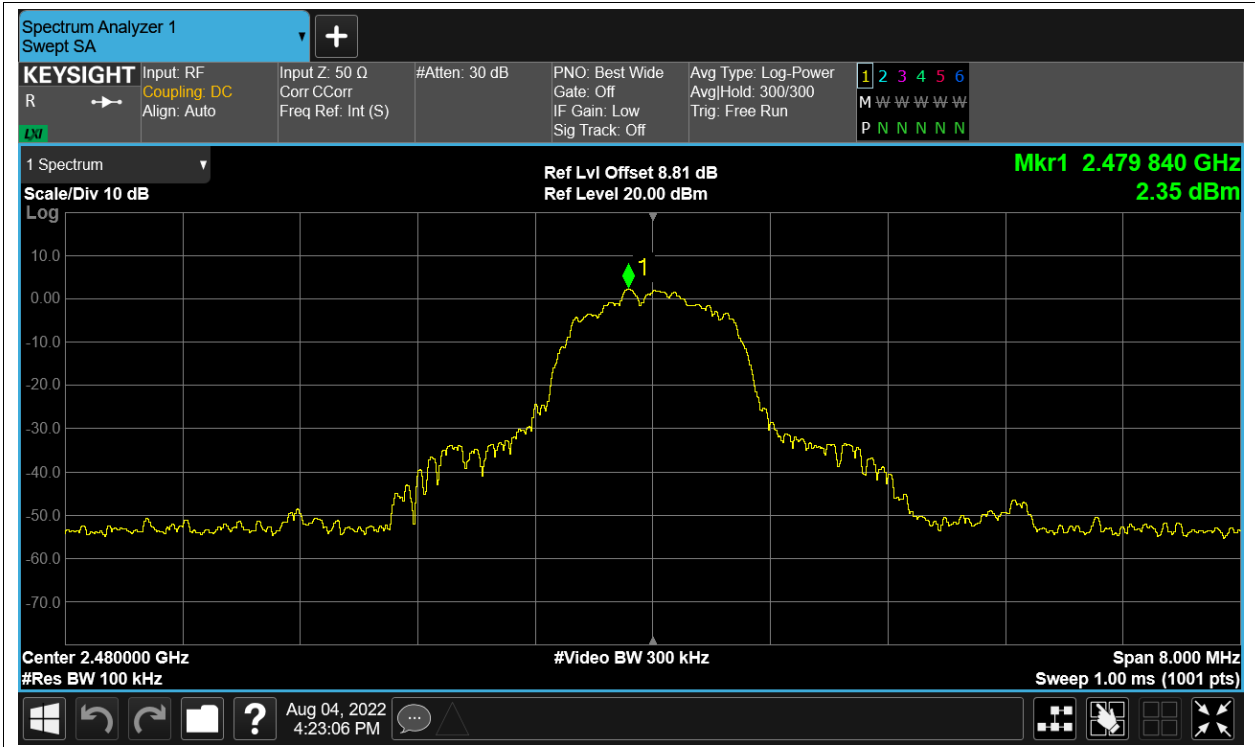 Spectrum Analyzer 1
Swept SA
+
KEYSIGHT
R
LXI
Input: RF
Coupling: DC
Align: Auto
Input Z: 50 Ω
Corr CCorr
Freq Ref: Int (S)
#Atten: 30 dB
PNO: Best Wide
Gate: Off
IF Gain: Low
Sig Track: Off
Avg Type: Log-Power
Avg|Hold: 300/300
Trig: Free Run
1 2 3 4 5 6
M W W W W W W
P N N N N N N
1 Spectrum
Scale/Div 10 dB
Log
Ref Lvl Offset 8.81 dB
Ref Level 20.00 dBm
Mkr1 2.479 840 GHz
2.35 dBm
1
10.0
0.00
-10.0
-20.0
-30.0
-40.0
-50.0
-60.0
-70.0
Center 2.480000 GHz
#Res BW 100 kHz
#Video BW 300 kHz
Span 8.000 MHz
Sweep 1.00 ms (1001 pts)
?
Aug 04, 2022
4:23:06 PM